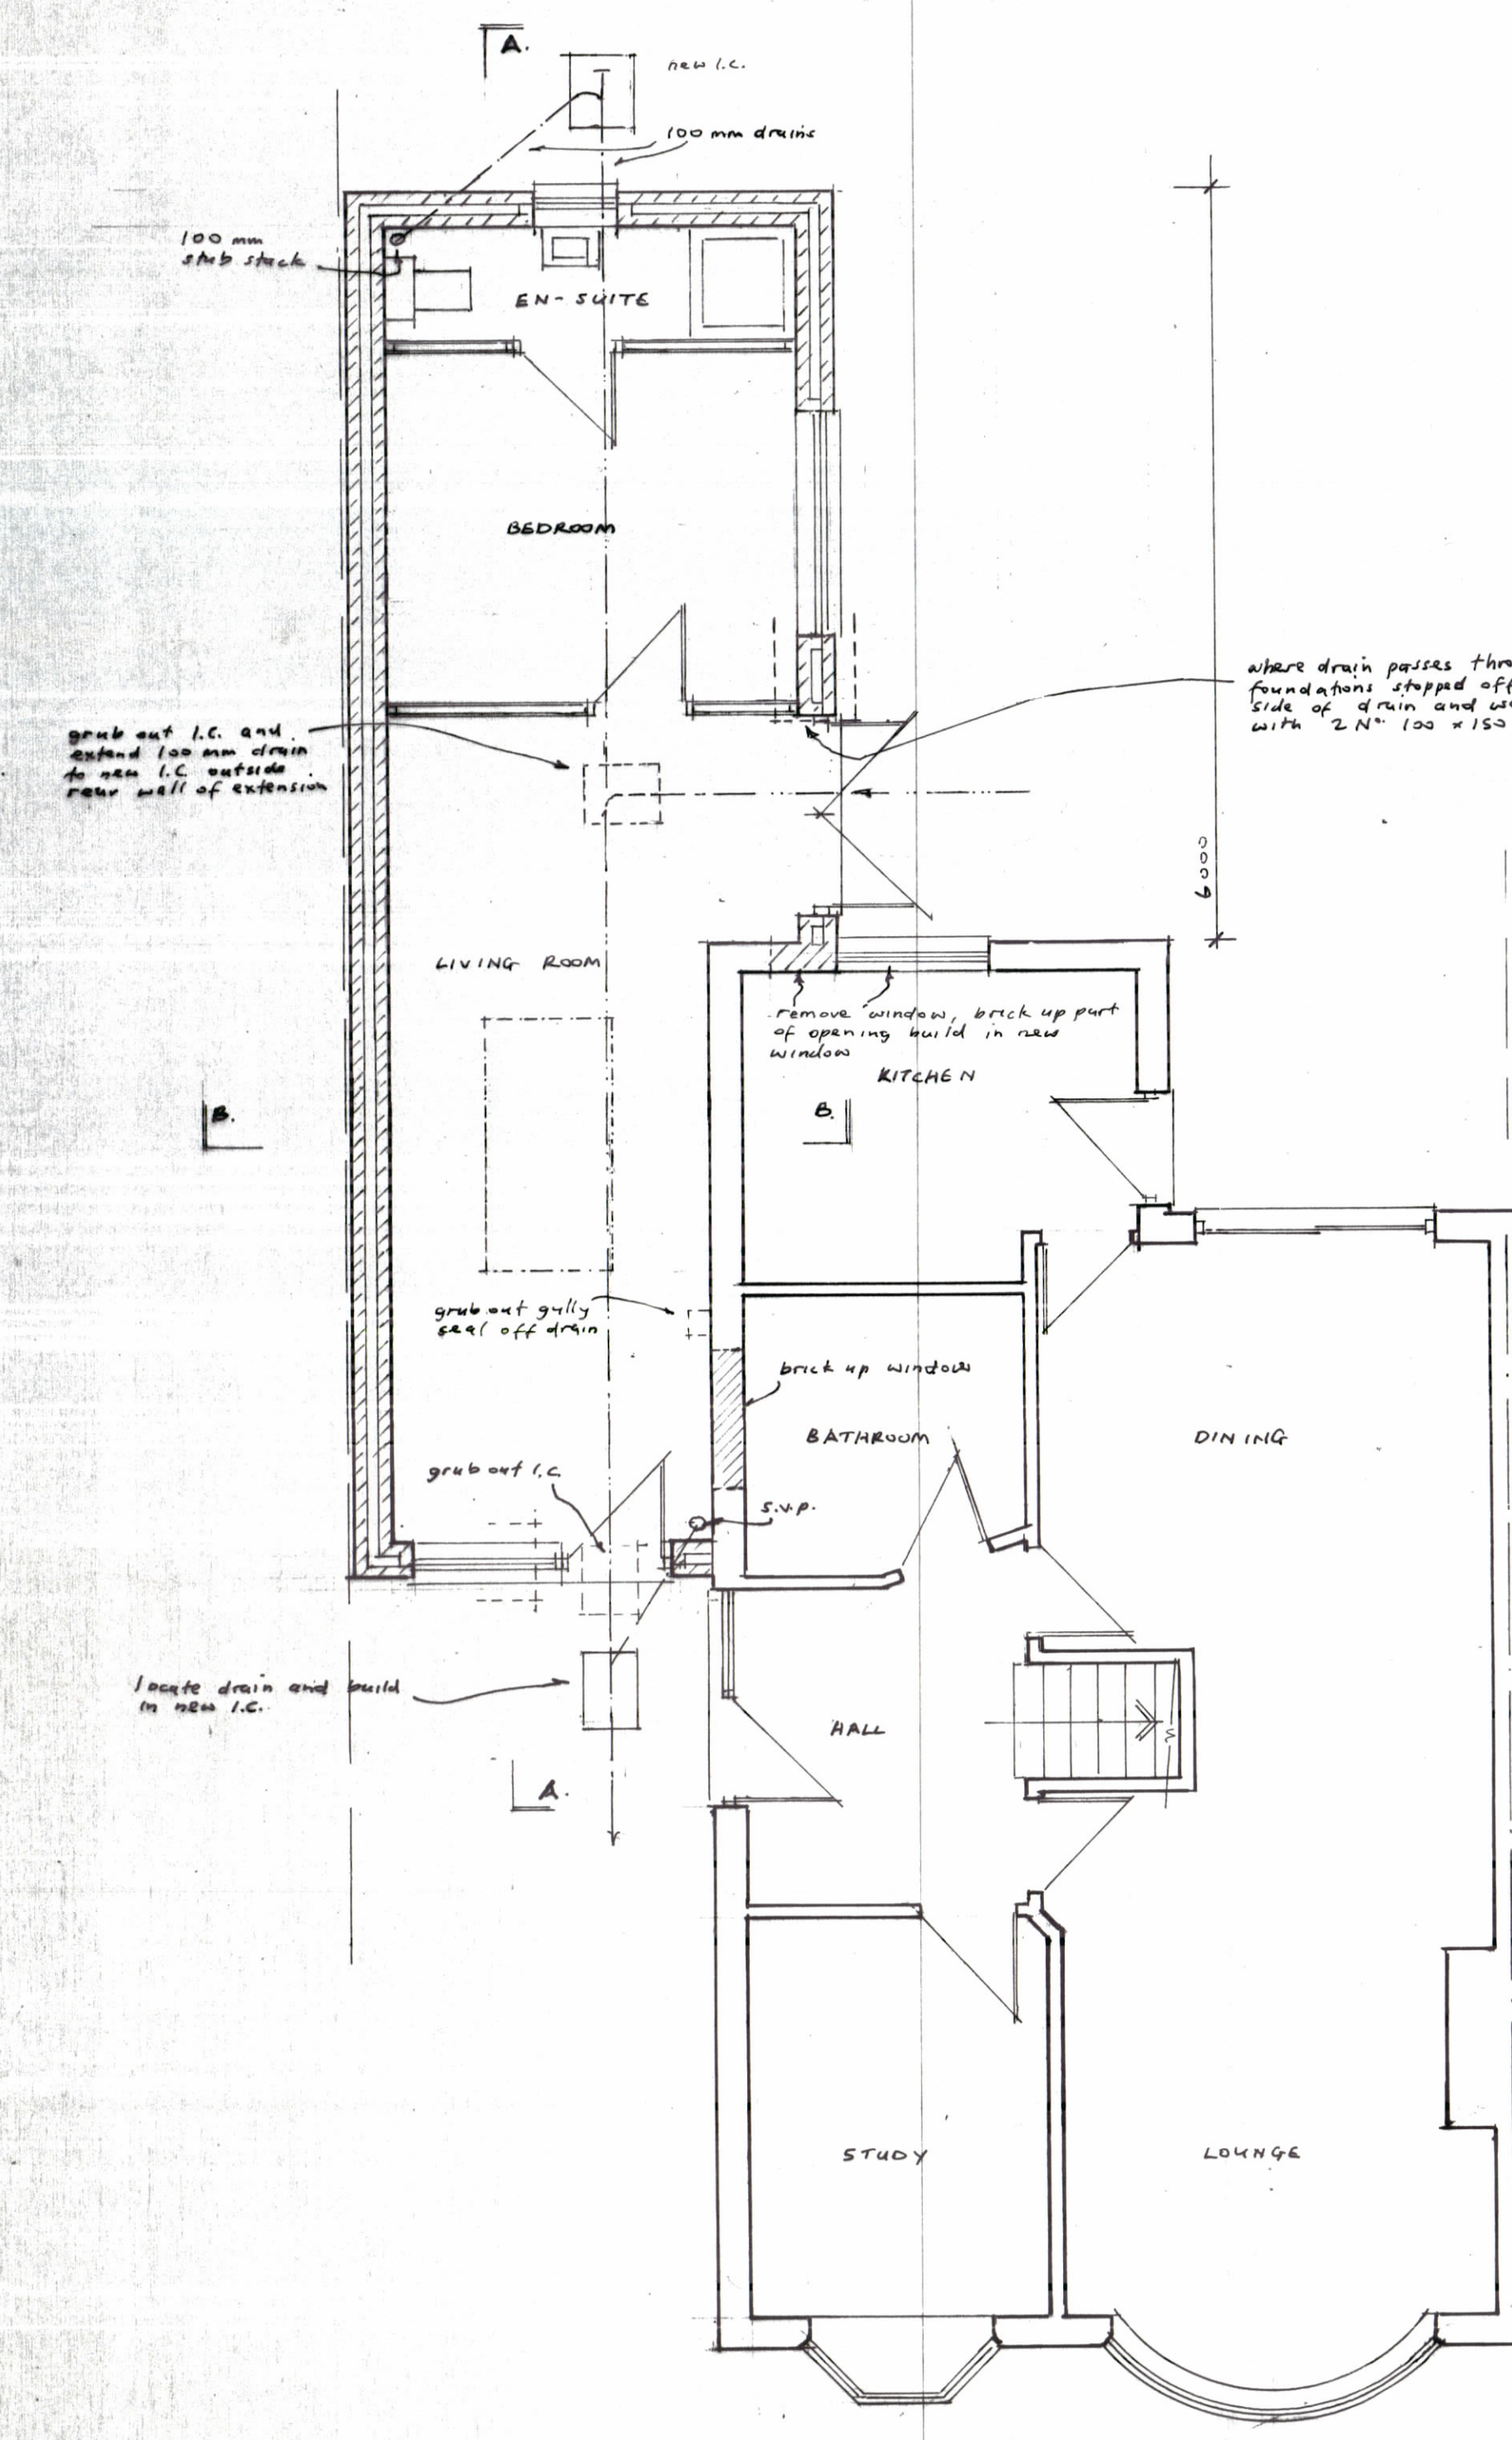 A.
new I.C.
100 mm drains
100 mm
stub stack
EN-SUITE
BEDROOM
where drain passes thro
foundations stopped off
side of drain and
with 2 No. 100 x 150
grub out I.C. and
extend 100 mm drain
to new I.C. outside
rear wall of extension
6000
LIVING ROOM
remove window, brick up part
of opening build in new
window
KITCHEN
B.
B.
grub out gully
seal off drain
brick up window
BATHROOM
DINING
grub out I.C.
S.V.P.
locate drain and build
in new I.C.
HALL
A.
STUDY
LOUNGE